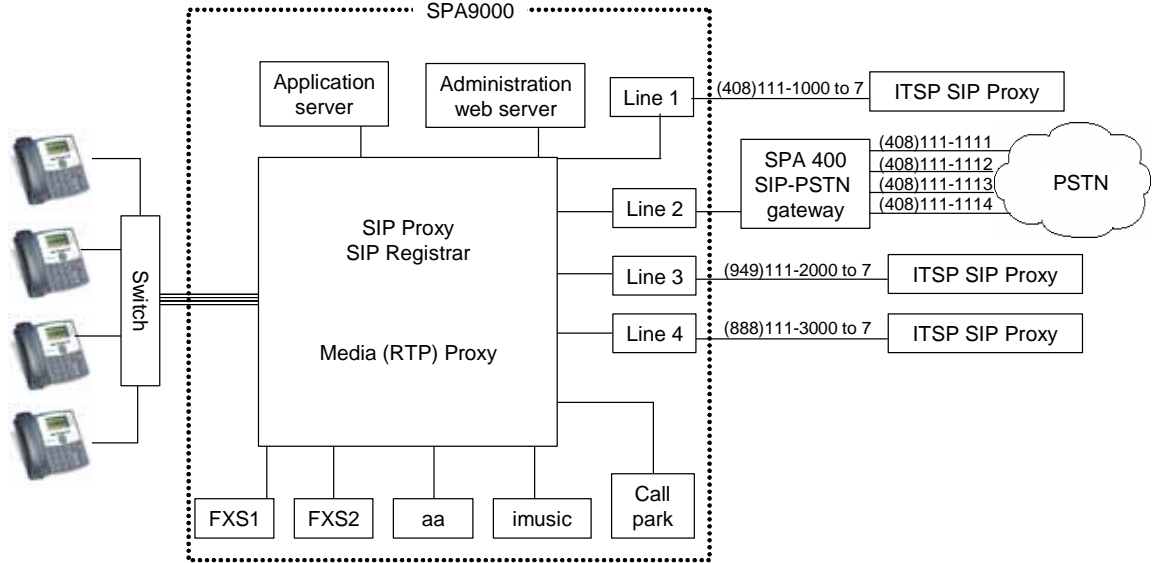 SPA9000
Application
server
Administration
web server
Line 1
(408)111-1000 to 7
ITSP SIP Proxy
SPA 400
SIP-PSTN
gateway
(408)111-1111
(408)111-1112
(408)111-1113
(408)111-1114
PSTN
SIP Proxy
SIP Registrar
Line 2
Switch
Line 3
(949)111-2000 to 7
ITSP SIP Proxy
Media (RTP) Proxy
Line 4
(888)111-3000 to 7
ITSP SIP Proxy
FXS1
FXS2
aa
imusic
Call
park